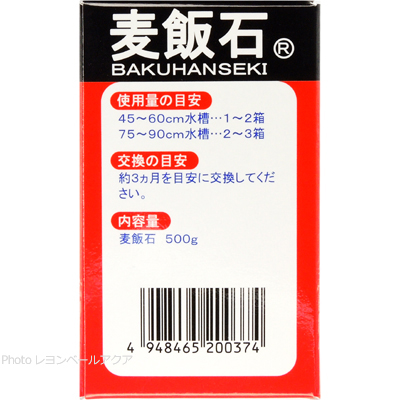 麦飯石®
BAKUHANSEKI
使用量の目安
45～60cm水槽…1～2箱
75～90cm水槽…2～3箱
交換の目安
約3ヵ月を目安に交換してくだ
さい。
内容量
麦飯石 500g
4 948465 200374
Photo レヨンベールアクア